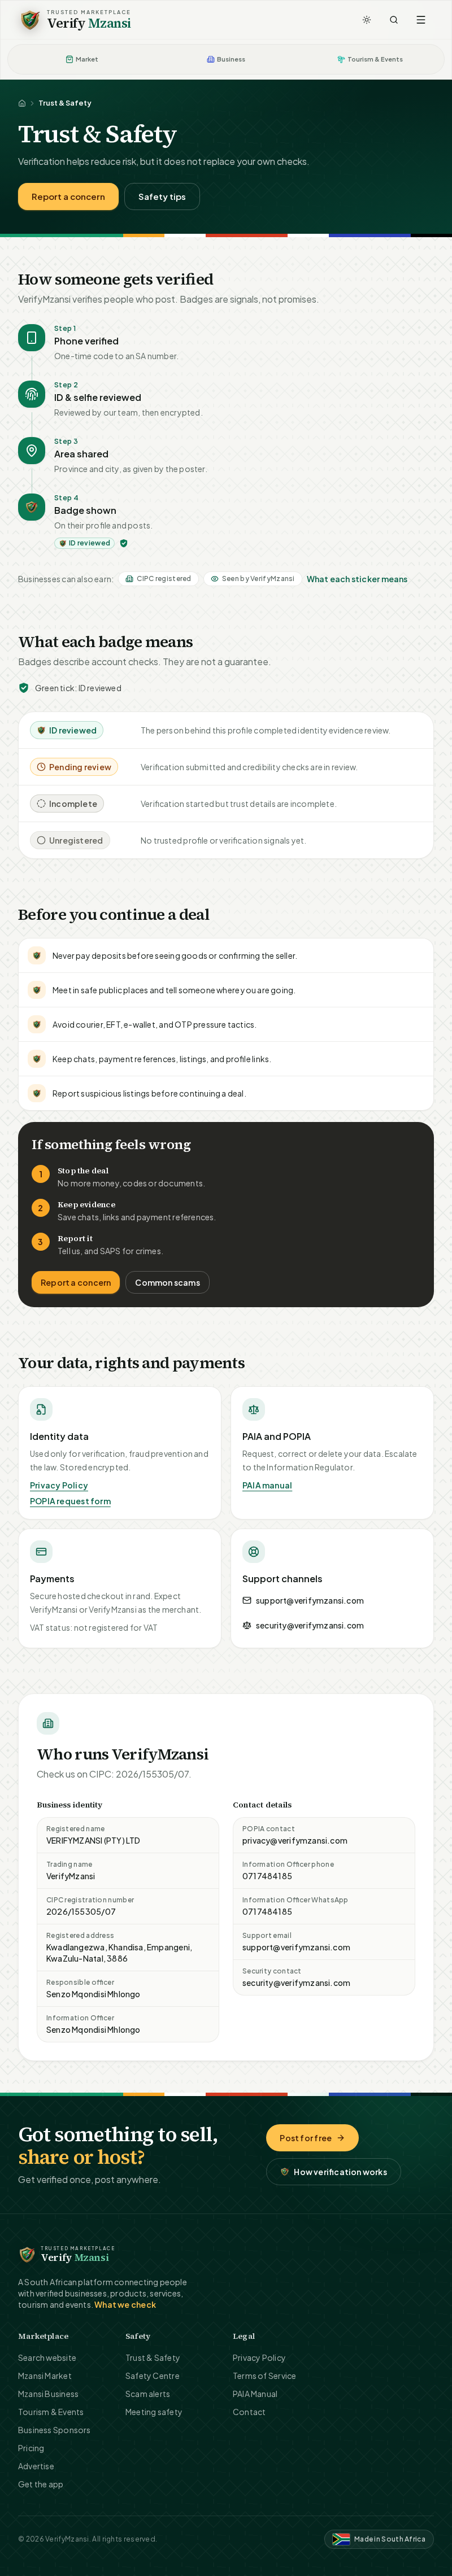 TRUSTED MARKETPLACE
Verify Mzansi
Market
Business
Tourism & Events
Trust & Safety
Trust & Safety
Verification helps reduce risk, but it does not replace your own checks.
Report a concern
Safety tips
How someone gets verified
VerifyMzansi verifies people who post. Badges are signals, not promises.
Step 1
Phone verified
One-time code to an SA number.
Step 2
ID & selfie reviewed
Reviewed by our team, then encrypted.
Step 3
Area shared
Province and city, as given by the poster.
Step 4
Badge shown
On their profile and posts.
ID reviewed
Businesses can also earn:
CIPC registered
Seen by VerifyMzansi
What each sticker means
What each badge means
Badges describe account checks. They are not a guarantee.
Green tick: ID reviewed
ID reviewed
The person behind this profile completed identity evidence review.
Pending review
Verification submitted and credibility checks are in review.
Incomplete
Verification started but trust details are incomplete.
Unregistered
No trusted profile or verification signals yet.
Before you continue a deal
Never pay deposits before seeing goods or confirming the seller.
Meet in safe public places and tell someone where you are going.
Avoid courier, EFT, e-wallet, and OTP pressure tactics.
Keep chats, payment references, listings, and profile links.
Report suspicious listings before continuing a deal.
If something feels wrong
1
Stop the deal
No more money, codes or documents.
2
Keep evidence
Save chats, links and payment references.
3
Report it
Tell us, and SAPS for crimes.
Report a concern
Common scams
Your data, rights and payments
Identity data
Used only for verification, fraud prevention and
the law. Stored encrypted.
Privacy Policy
POPIA request form
PAIA and POPIA
Request, correct or delete your data. Escalate
to the Information Regulator.
PAIA manual
Payments
Secure hosted checkout in rand. Expect
VerifyMzansi or VerifyMzansi as the merchant.
VAT status: not registered for VAT
Support channels
support@verifymzansi.com
security@verifymzansi.com
Who runs VerifyMzansi
Check us on CIPC: 2026/155305/07.
Business identity
Registered name
VERIFYMZANSI (PTY) LTD
Trading name
VerifyMzansi
CIPC registration number
2026/155305/07
Registered address
Kwadlangezwa, Khandisa, Empangeni,
KwaZulu-Natal, 3886
Responsible officer
Senzo Mqondisi Mhlongo
Information Officer
Senzo Mqondisi Mhlongo
Contact details
POPIA contact
privacy@verifymzansi.com
Information Officer phone
0717484185
Information Officer WhatsApp
0717484185
Support email
support@verifymzansi.com
Security contact
security@verifymzansi.com
Got something to sell,
share or host?
Get verified once, post anywhere.
Post for free
How verification works
TRUSTED MARKETPLACE
Verify Mzansi
A South African platform connecting people
with verified businesses, products, services,
tourism and events. What we check
Marketplace
Search website
Mzansi Market
Mzansi Business
Tourism & Events
Business Sponsors
Pricing
Advertise
Get the app
Safety
Trust & Safety
Safety Centre
Scam alerts
Meeting safety
Legal
Privacy Policy
Terms of Service
PAIA Manual
Contact
© 2026 VerifyMzansi. All rights reserved.
Made in South Africa